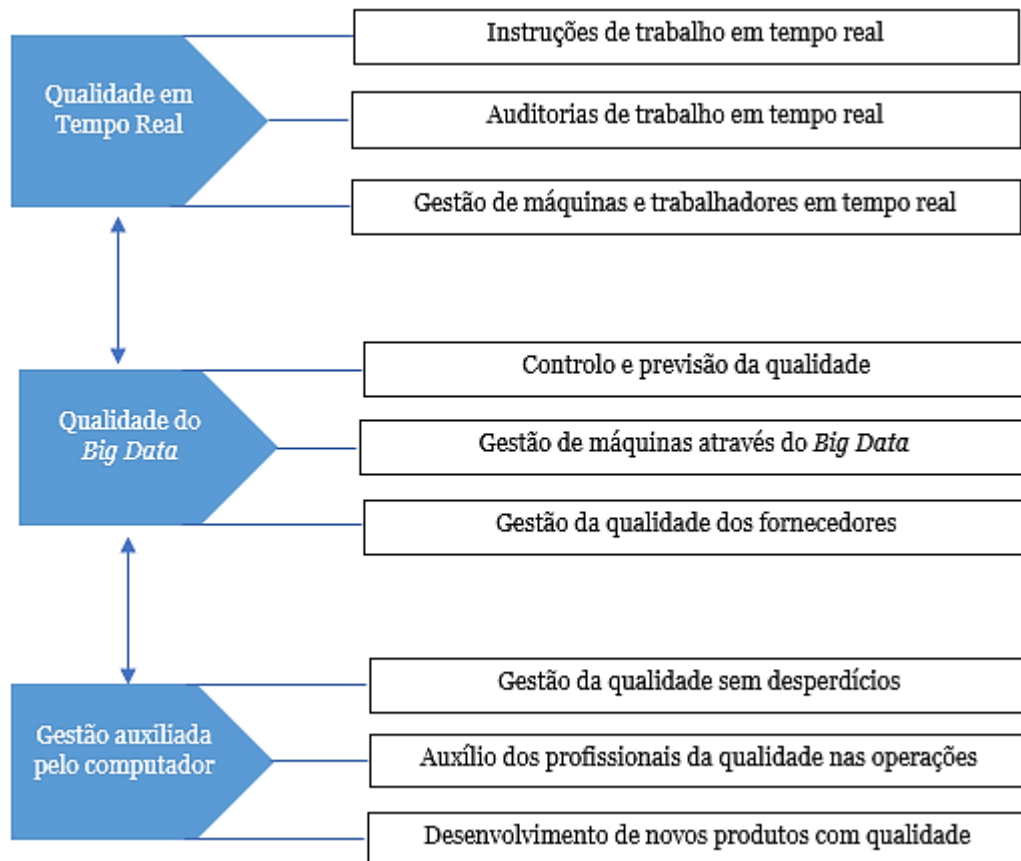 Qualidade em
Tempo Real
Instruções de trabalho em tempo real
Auditorias de trabalho em tempo real
Gestão de máquinas e trabalhadores em tempo real
Qualidade do
Big Data
Controlo e previsão da qualidade
Gestão de máquinas através do Big Data
Gestão da qualidade dos fornecedores
Gestão auxiliada
pelo computador
Gestão da qualidade sem desperdícios
Auxílio dos profissionais da qualidade nas operações
Desenvolvimento de novos produtos com qualidade